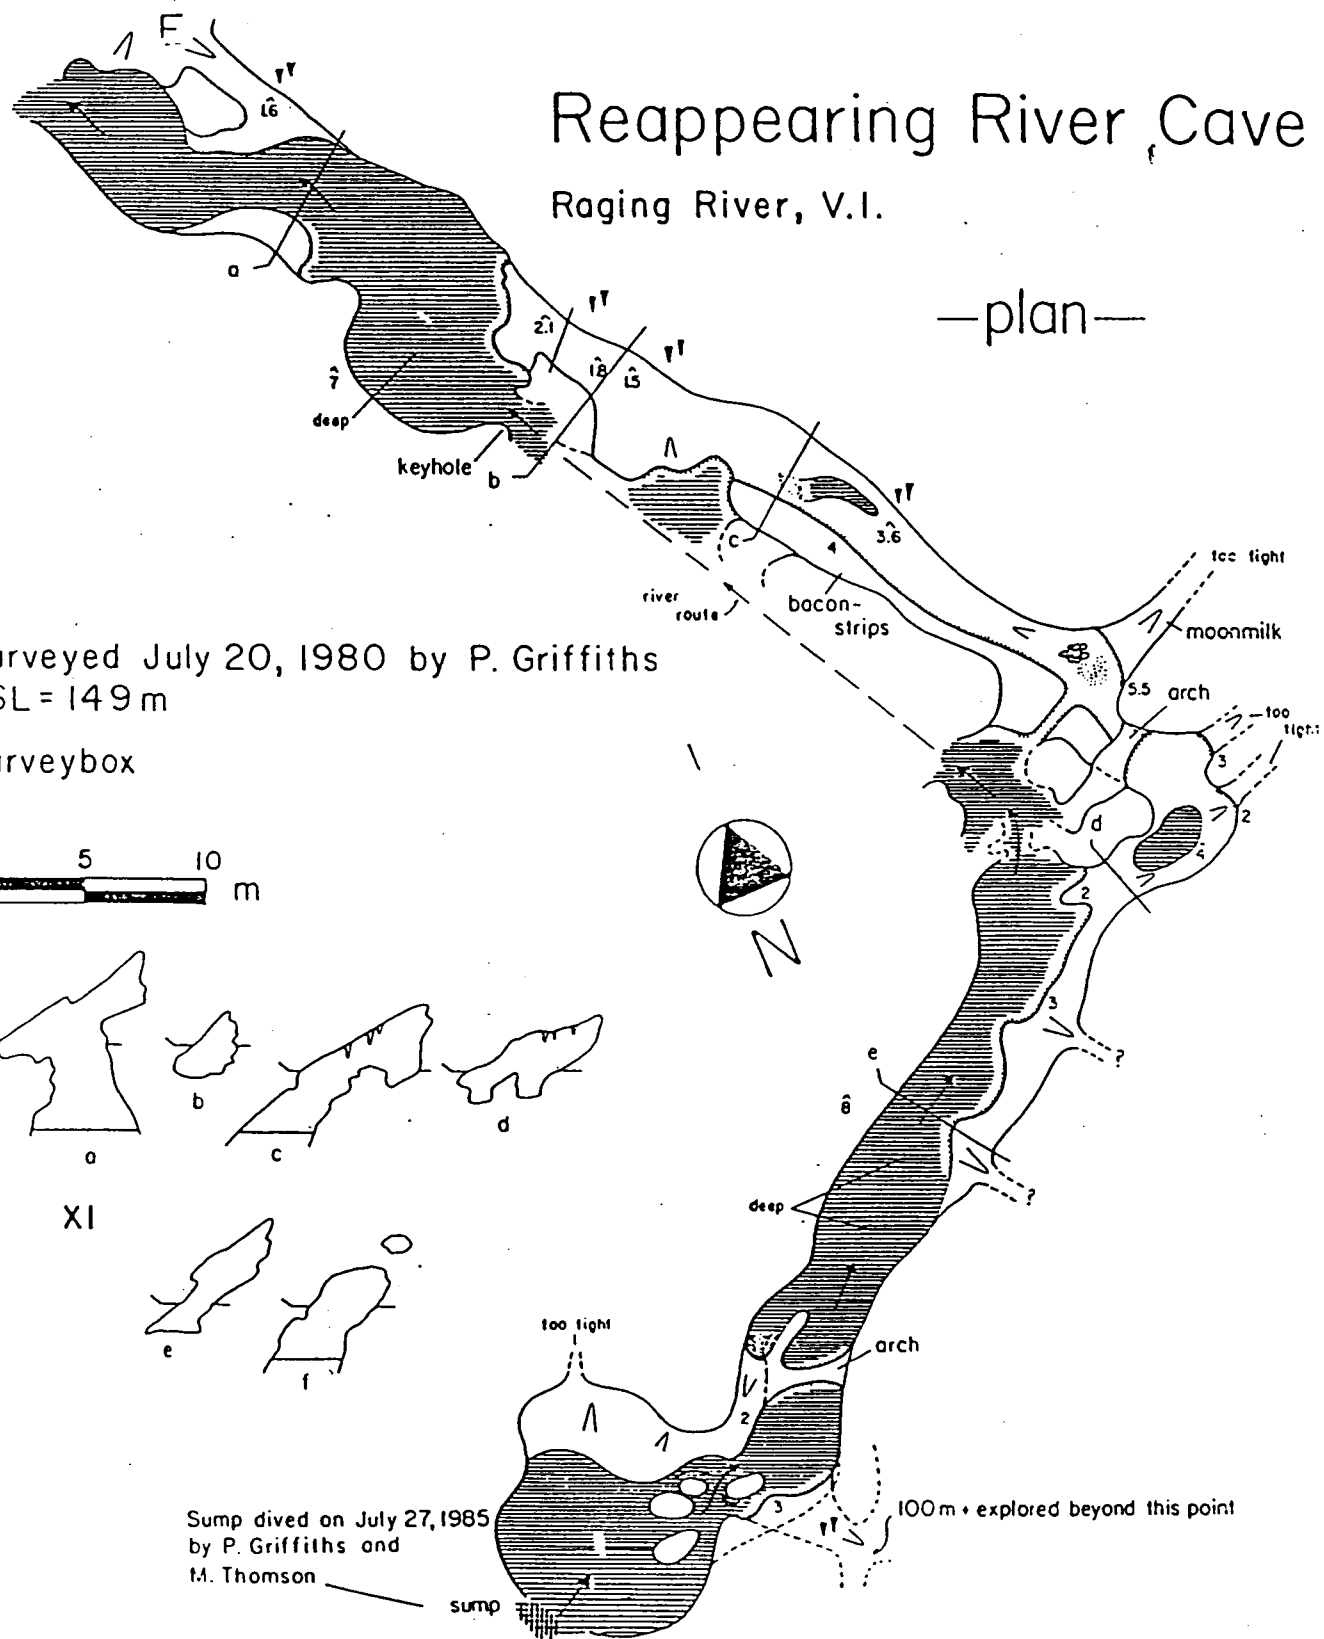 E
Reappearing River Cave
Raging River, V.I.
—plan—
1.6
a
2.1
1.8
1.5
7
deep
keyhole
b
c
3.6
4
river
route
bacon-
strips
too tight
moonmilk
5.5
arch
too
tight
3
2
d
urveyed July 20, 1980 by P. Griffiths
SL = 149 m
urveybox
5 10
m
N
2
3
?
e
8
?
deep
a
b
c
d
XI
e
f
too tight
arch
2
3
100 m + explored beyond this point
Sump dived on July 27, 1985
by P. Griffiths and
M. Thomson
sump